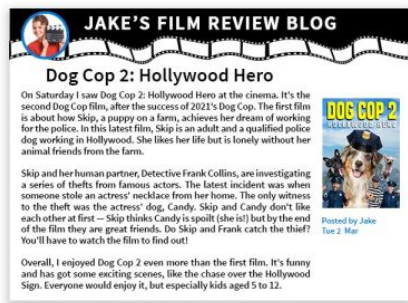 JAKE'S FILM REVIEW BLOG
Dog Cop 2: Hollywood Hero
On Saturday I saw Dog Cop 2: Hollywood Hero at the cinema. It's the
second Dog Cop film, after the success of 2021's Dog Cop. The first film
is about how Skip, a puppy on a farm, achieves her dream of working
for the police. In this latest film, Skip is an adult and a qualified police
dog working in Hollywood. She likes her life but is lonely without her
animal friends from the farm.
Skip and her human partner, Detective Frank Collins, are investigating
a series of thefts from famous actors. The latest incident was when
someone stole an actress' necklace from her home. The only witness
to the theft was the actress' dog, Candy. Skip and Candy don't like
each other at first — Skip thinks Candy is spoilt (she is!) but by the end
of the film they are great friends. Do Skip and Frank catch the thief?
You'll have to watch the film to find out!
Overall, I enjoyed Dog Cop 2 even more than the first film. It's funny
and has got some exciting scenes, like the chase over the Hollywood
Sign. Everyone would enjoy it, but especially kids aged 5 to 12.
DOG COP 2
HOLLYWOOD HERO
Posted by Jake
Tue 2 Mar